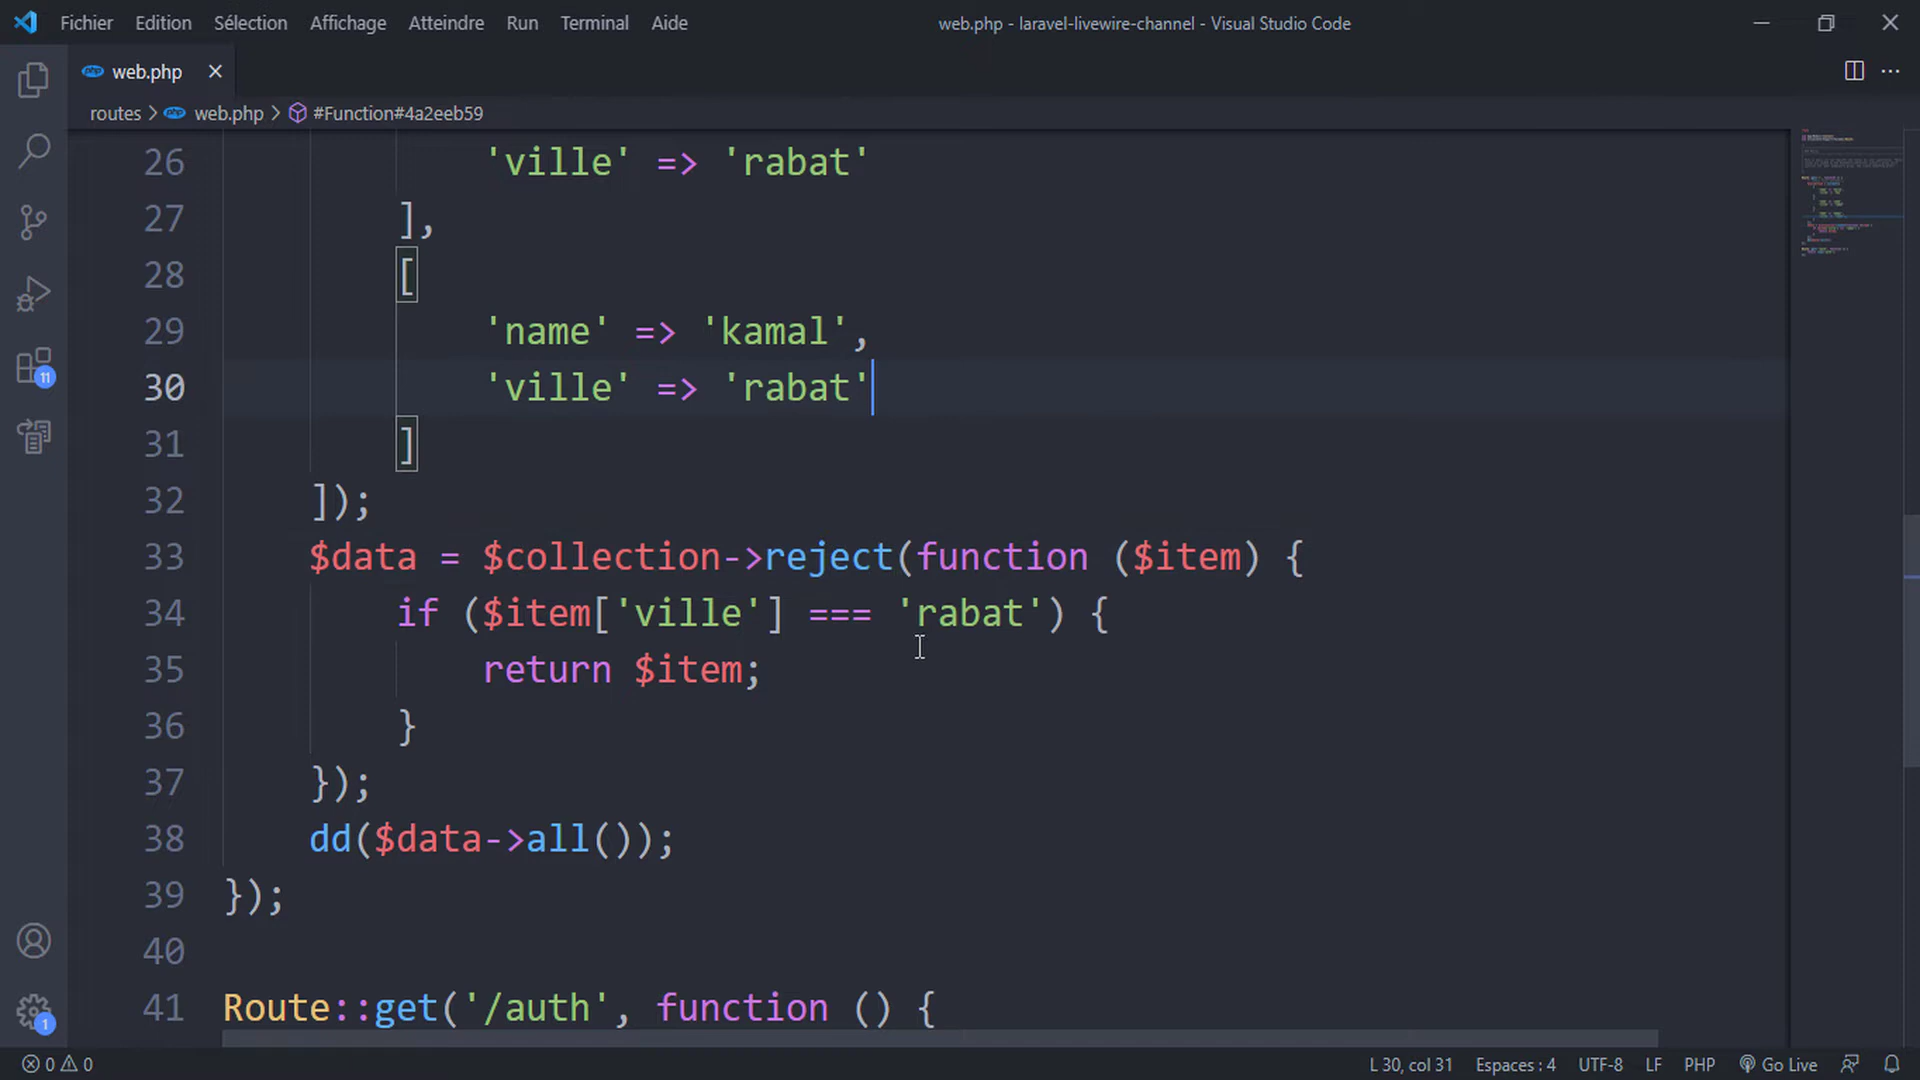 Fichier Edition Sélection Affichage Atteindre Run Terminal Aide web.php - laravel-livewire-channel - Visual Studio Code
web.php
routes > web.php > #Function#4a2eeb59
26 'ville' => 'rabat'
27 ],
28 [
29 'name' => 'kamal',
30 'ville' => 'rabat'
31 ]
32 ]);
33 $data = $collection->reject(function ($item) {
34 if ($item['ville'] === 'rabat') {
35 return $item;
36 }
37 });
38 dd($data->all());
39 });
40
41 Route::get('/auth', function () {
11
1
0 0 L 30, col 31 Espaces : 4 UTF-8 LF PHP Go Live